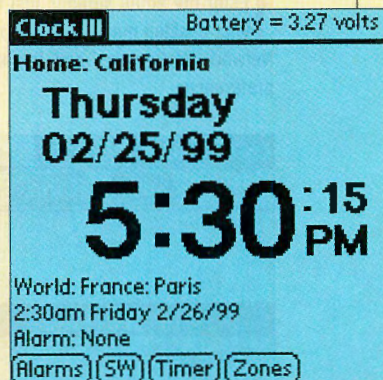 Clock III Battery = 3.27 volts
Home: California
Thursday
02/25/99
5:30:15 PM
World: France: Paris
2:30am Friday 2/26/99
Alarm: None
Alarms SW Timer Zones